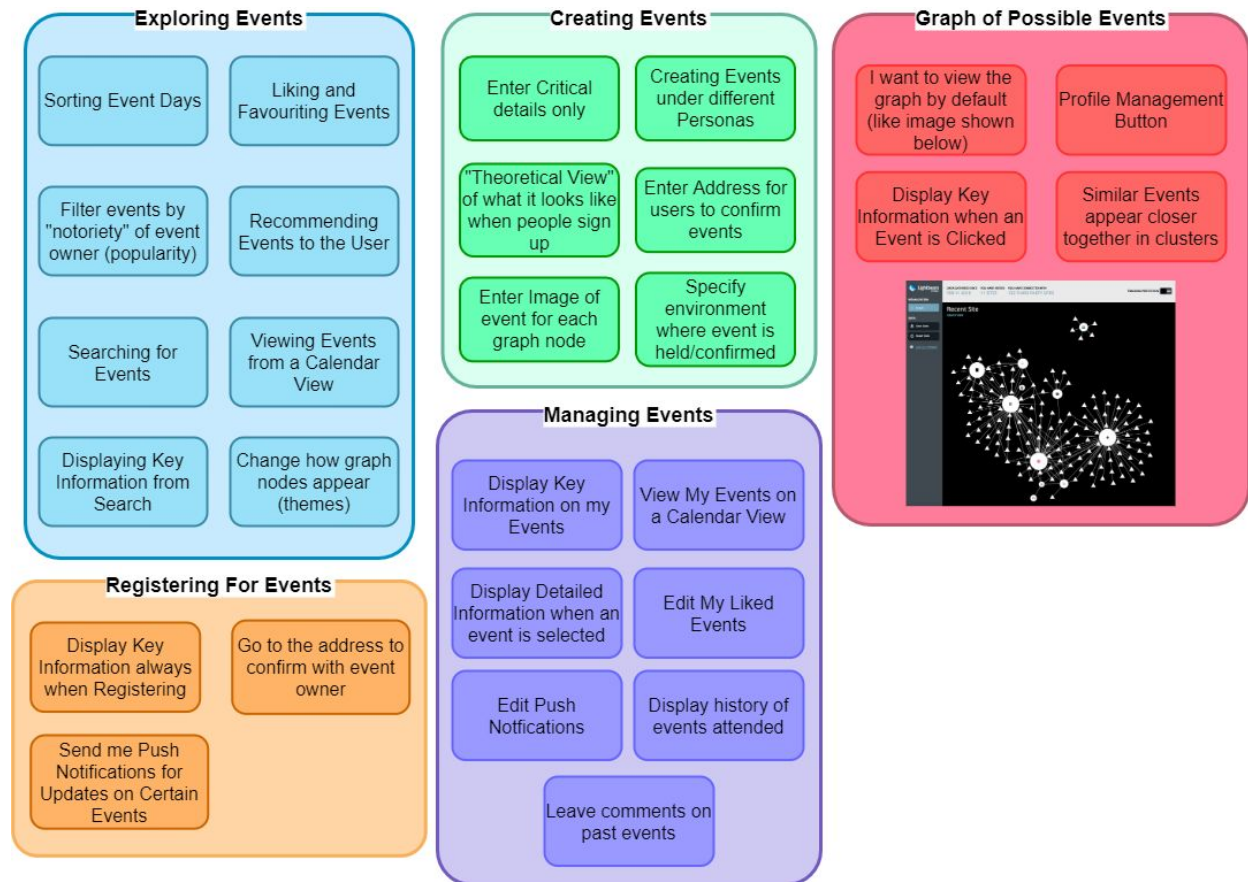 Exploring Events
Sorting Event Days
Liking and
Favouriting Events
Filter events by
"notoriety" of event
owner (popularity)
Recommending
Events to the User
Searching for
Events
Viewing Events
from a Calendar
View
Displaying Key
Information from
Search
Change how graph
nodes appear
(themes)
Creating Events
Enter Critical
details only
Creating Events
under different
Personas
"Theoretical View"
of what it looks like
when people sign
up
Enter Address for
users to confirm
events
Enter Image of
event for each
graph node
Specify
environment
where event is
held/confirmed
Graph of Possible Events
I want to view the
graph by default
(like image shown
below)
Profile Management
Button
Display Key
Information when an
Event is Clicked
Similar Events
appear closer
together in clusters
Recent Site
Registering For Events
Display Key
Information always
when Registering
Go to the address to
confirm with event
owner
Send me Push
Notifications for
Updates on Certain
Events
Managing Events
Display Key
Information on my
Events
View My Events on
a Calendar View
Display Detailed
Information when an
event is selected
Edit My Liked
Events
Edit Push
Notfications
Display history of
events attended
Leave comments on
past events